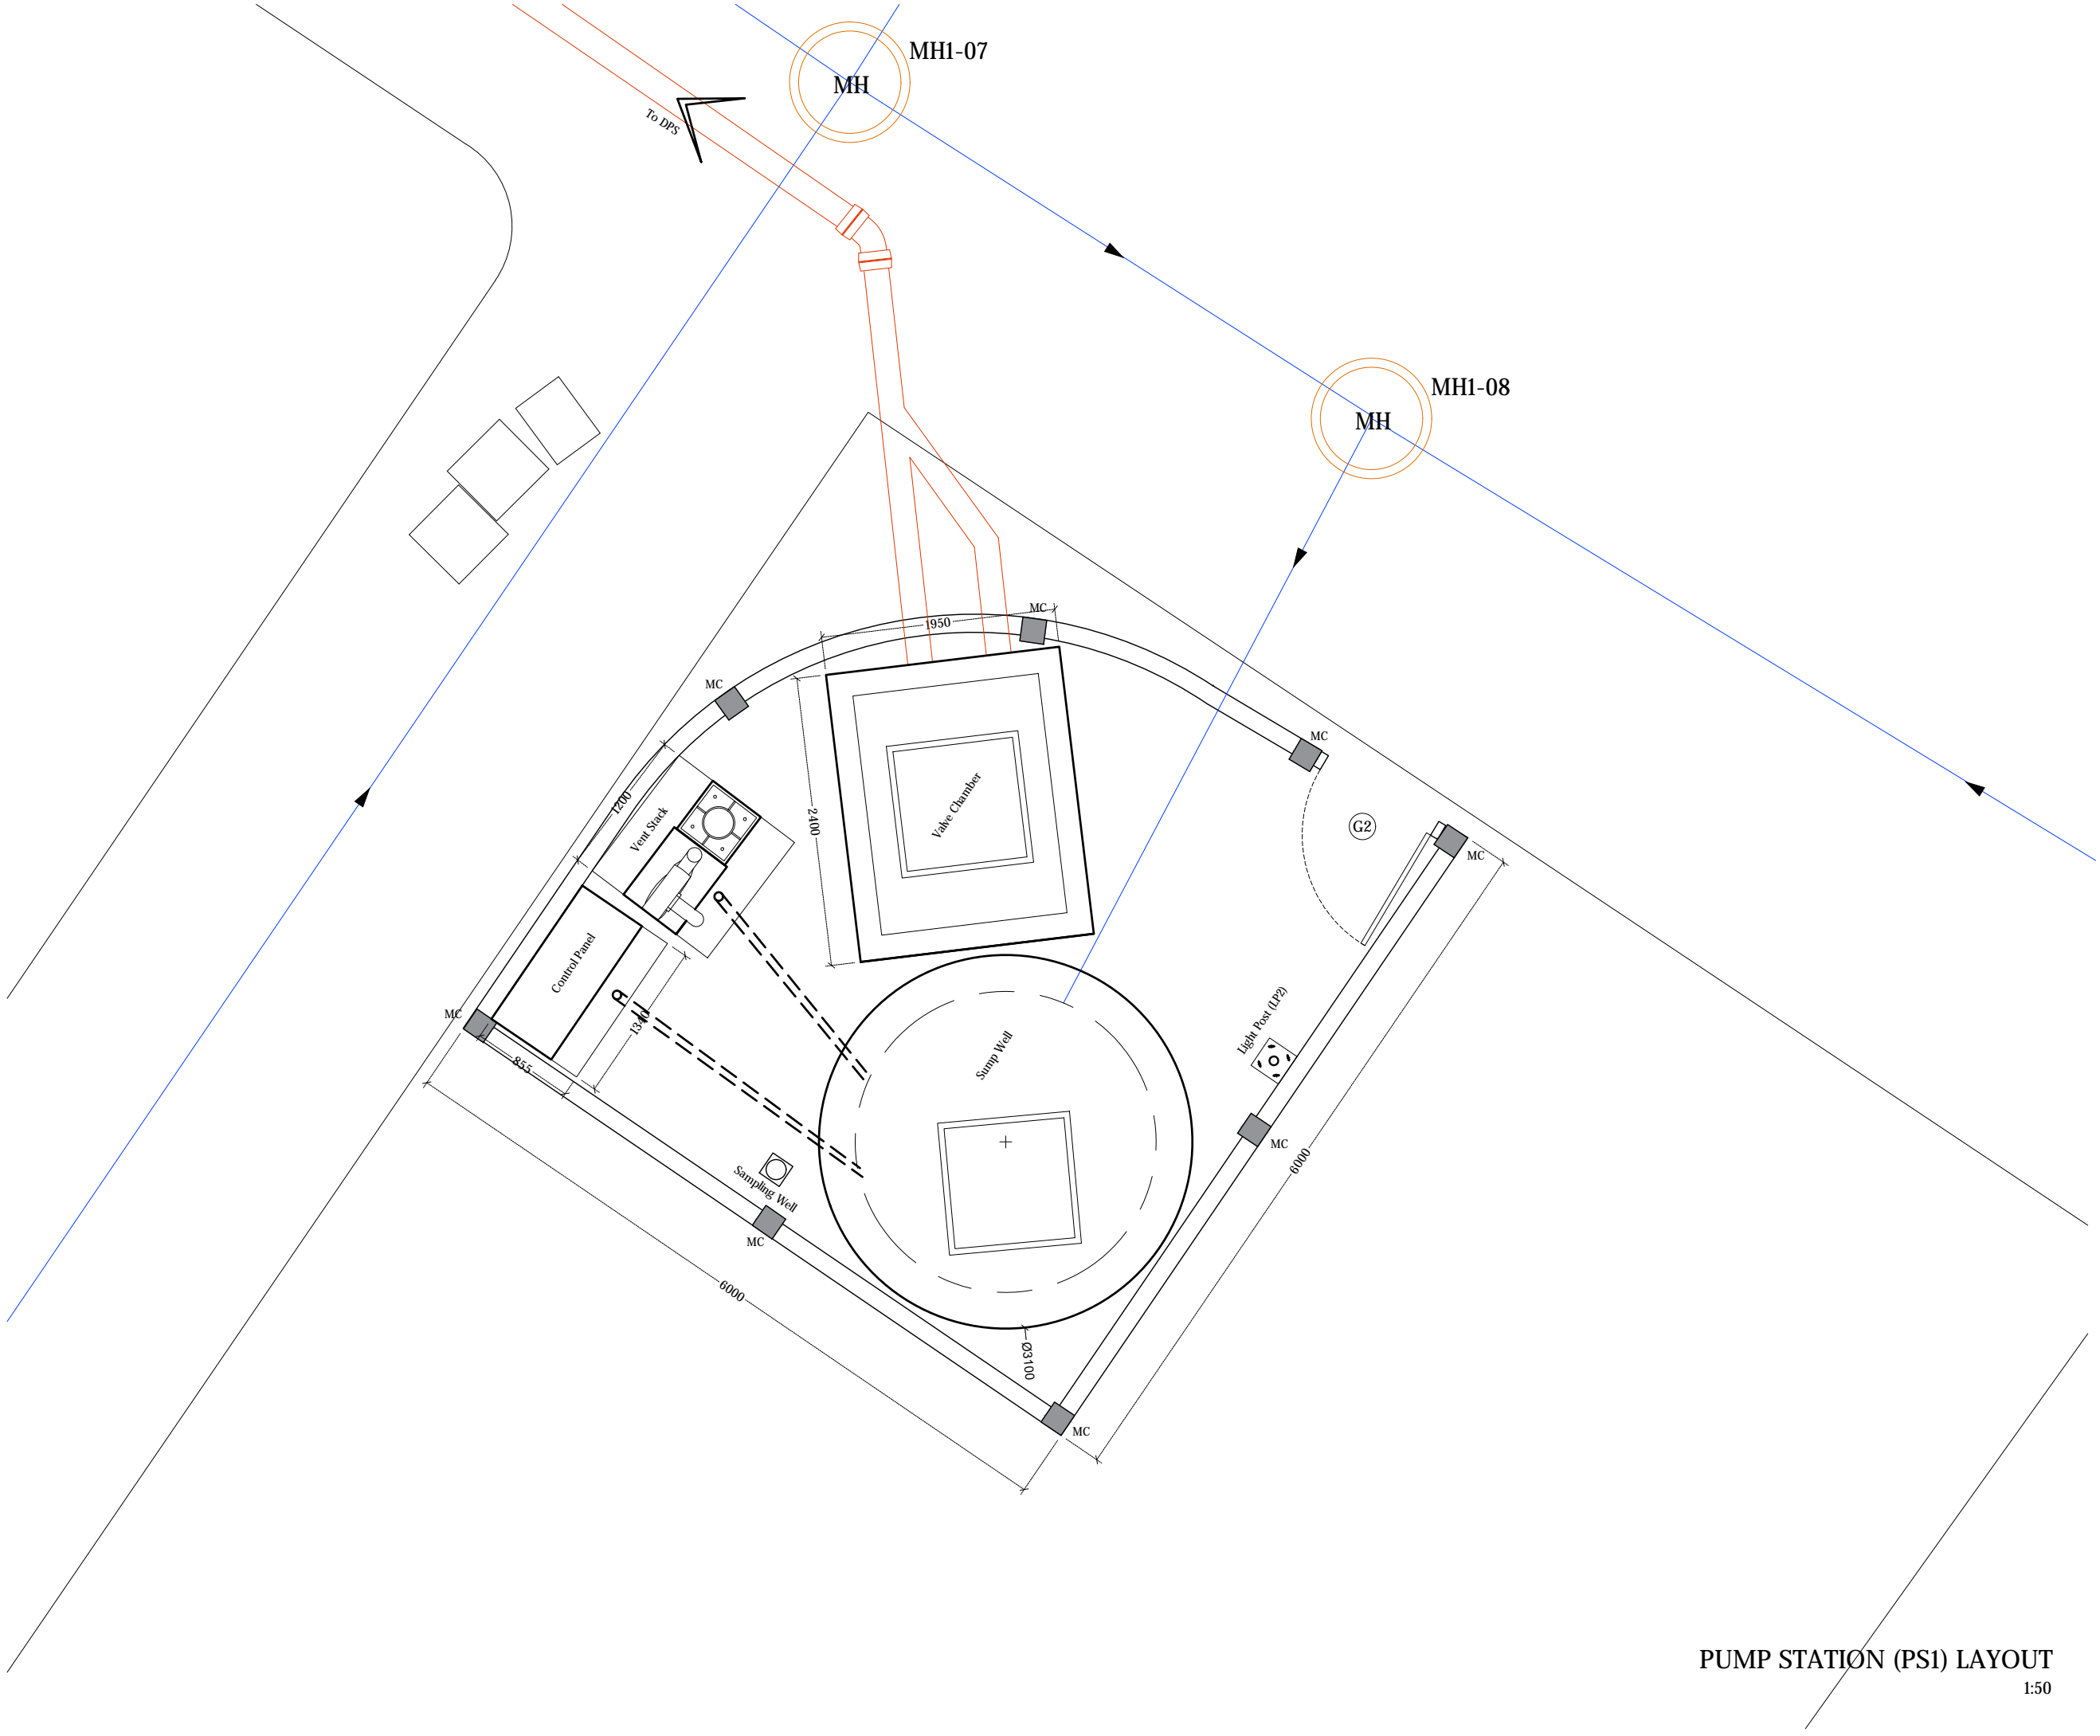 MH1-07
MH
To DPS
MH1-08
MH
MC
1950
MC
MC
1200
Vent Stack
Valve Chamber
2400
G2
MC
Control Panel
MC
1340
855
Light Post (LP2)
Sump Well
MC
6000
Sampling Well
MC
6000
Ø3100
MC
PUMP STATION (PS1) LAYOUT
1:50